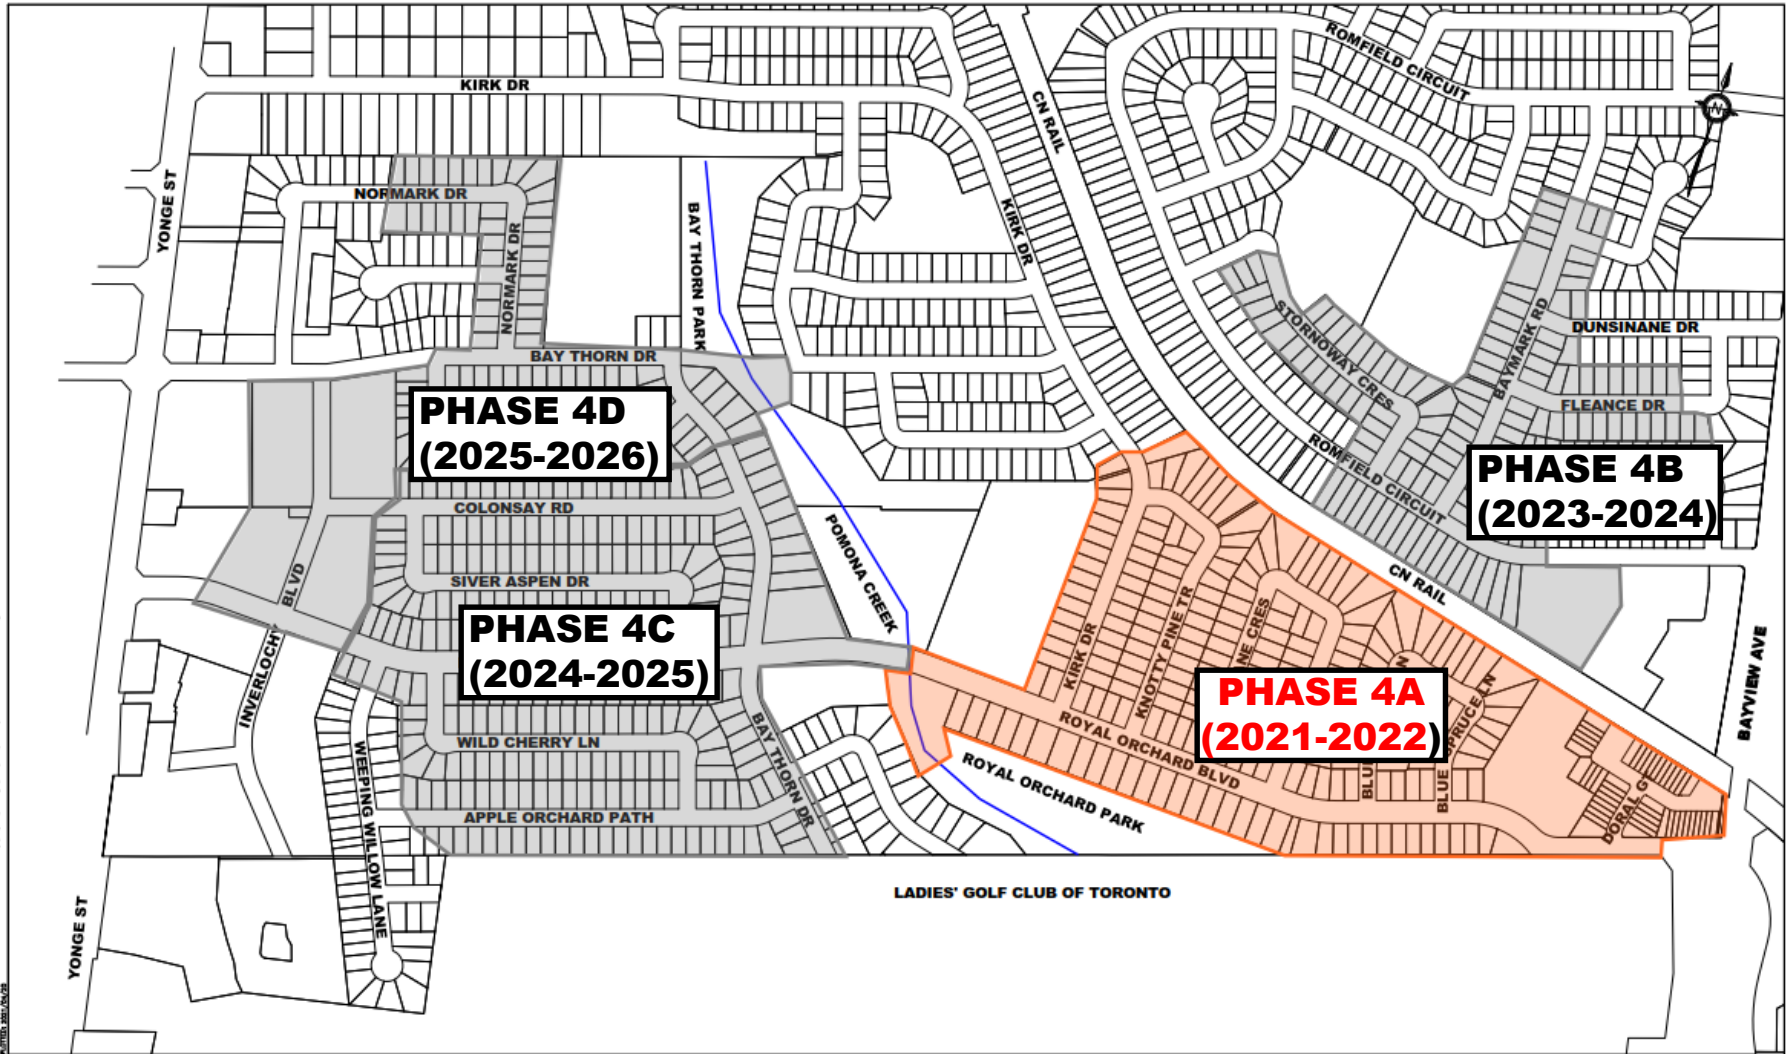 ROMFIELD CIRCUIT
KIRK DR
CN RAIL
N
YONGE ST
NORMARK DR
BAY THORN PARK
KIRK DR
NORMARK DR
STORNOWAY CRES
BAYMARK RD
DUNSINANE DR
BAY THORN DR
FLEANCE DR
PHASE 4D
(2025-2026)
ROMFIELD CIRCUIT
PHASE 4B
(2023-2024)
COLONSAY RD
POMONA CREEK
SIVER ASPEN DR
BLVD
CN RAIL
PHASE 4C
(2024-2025)
KIRK DR
KNOTTY PINE TR
NE CRES
N
BAYVIEW AVE
INVERLOCHY
PHASE 4A
(2021-2022)
SPRUCE LN
ROYAL ORCHARD BLVD
BLUE
BLUE
WILD CHERRY LN
BAY THORN DR
WEEPING WILLOW LANE
ROYAL ORCHARD PARK
DORAL GT
APPLE ORCHARD PATH
LADIES' GOLF CLUB OF TORONTO
YONGE ST